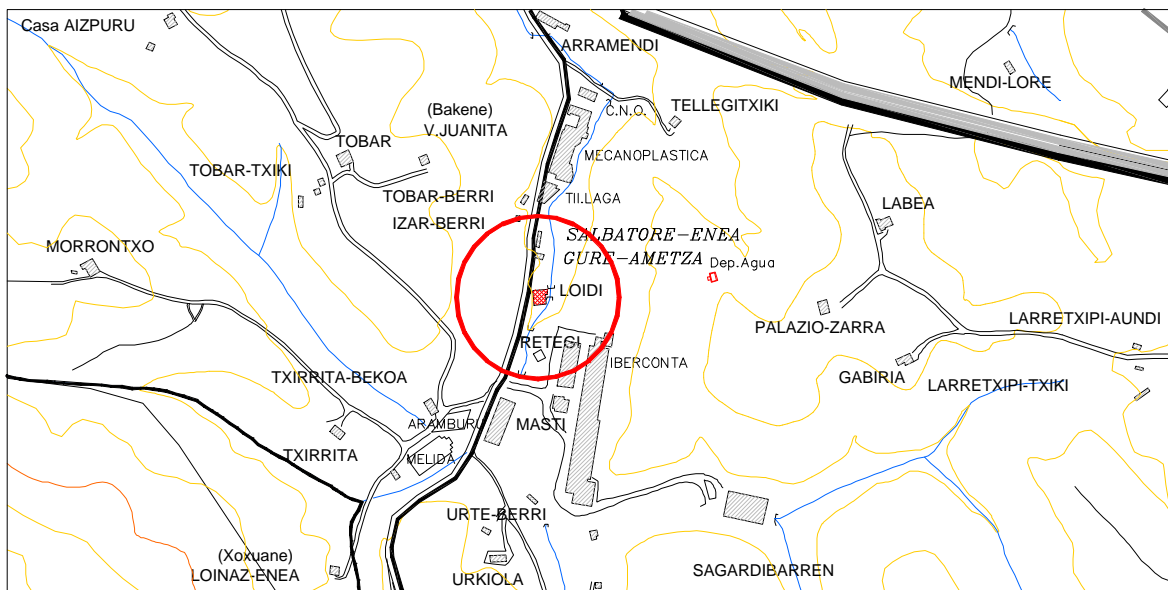 Casa AIZPURU
ARRAMENDI
MENDI-LORE
C.N.O.
TELLEGITXIKI
(Bakene)
V.JUANITA
TOBAR
MECANOPLASTICA
TOBAR-TXIKI
TOBAR-BERRI
TII.LAGA
LABEA
IZAR-BERRI
SALBATORE-ENEA
MORRONTXO
GURE-AMETZA
Dep.Agua
LOIDI
LARRETXIPI-AUNDI
PALAZIO-ZARRA
RETEGI
IBERCONTA
TXIRRITA-BEKOA
GABIRIA
LARRETXIPI-TXIKI
ARAMBURU
MASTI
TXIRRITA
MELIDA
URTE-BERRI
(Xoxuane)
LOINAZ-ENEA
URKIOLA
SAGARDIBARREN